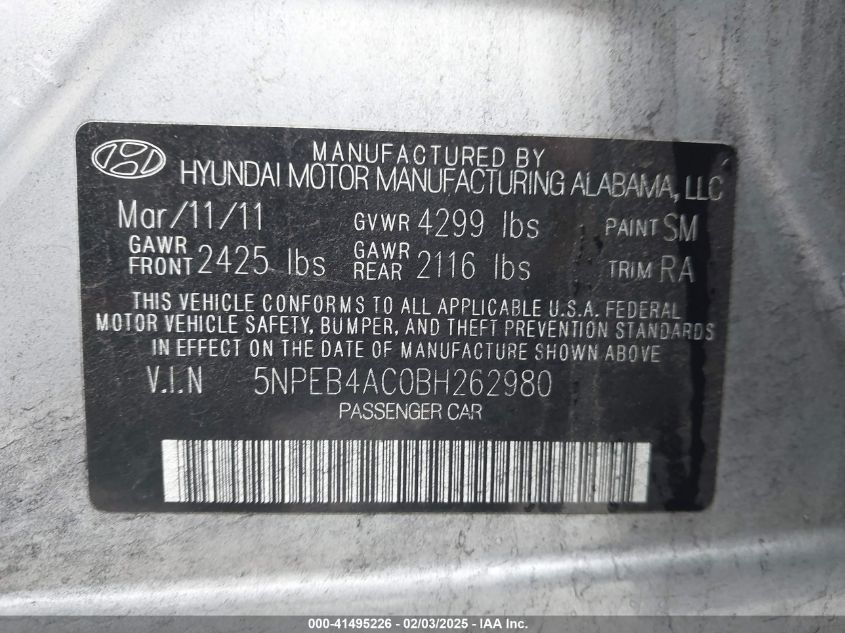 MANUFACTURED BY
HYUNDAI MOTOR MANUFACTURING ALABAMA, LLC
Mar/11/11 GVWR 4299 lbs PAINT SM
GAWR FRONT 2425 lbs GAWR REAR 2116 lbs TRIM RA
THIS VEHICLE CONFORMS TO ALL APPLICABLE U.S.A. FEDERAL
MOTOR VEHICLE SAFETY, BUMPER, AND THEFT PREVENTION STANDARDS
IN EFFECT ON THE DATE OF MANUFACTURE SHOWN ABOVE
V.I.N 5NPEB4AC0BH262980
PASSENGER CAR
000-41495226 - 02/03/2025 - © IAA, Inc.